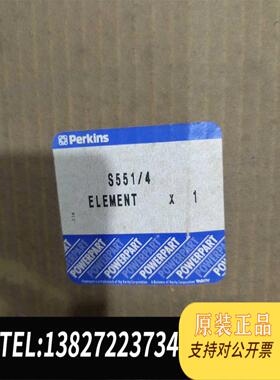 Perkins
S551/4
ELEMENT x 1
POWERPART POWERPART POWERPART POWERPART
TEL:13827223734
原装正品
支持对公/开票